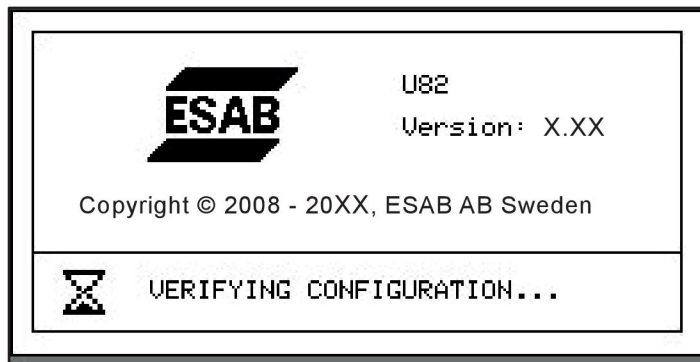 ESAB
U82
Version: X.XX
Copyright © 2008 - 20XX, ESAB AB Sweden
VERIFYING CONFIGURATION...